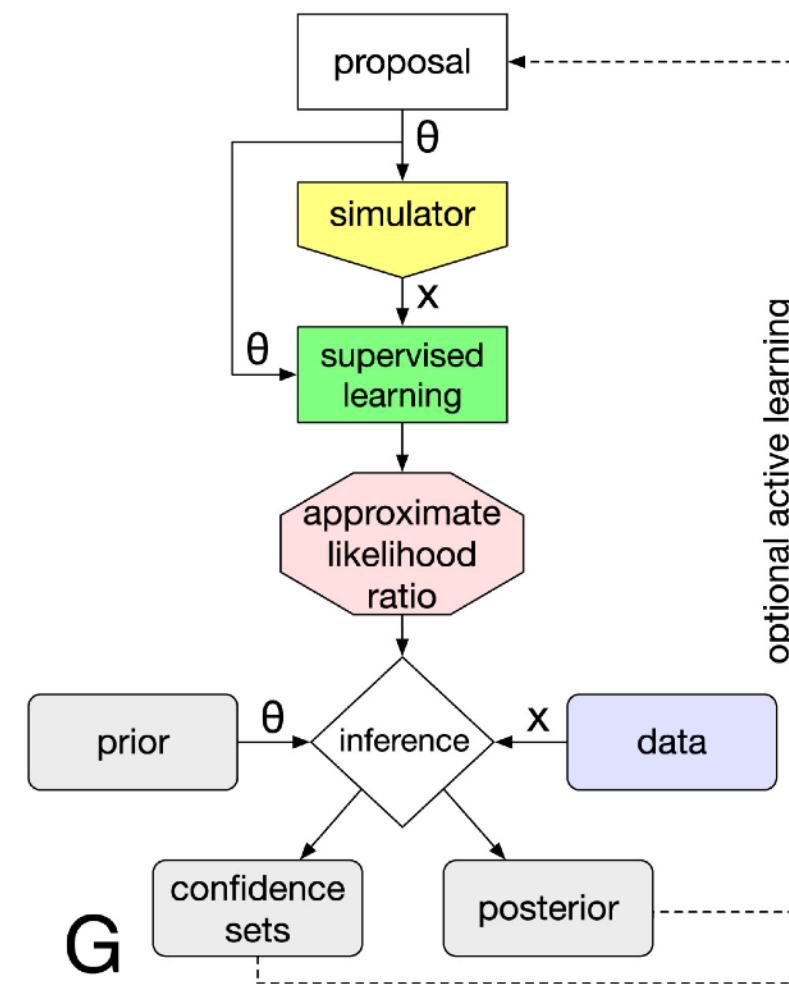 proposal
θ
simulator
x
θ
supervised
learning
approximate
likelihood
ratio
optional active learning
prior
θ
inference
x
data
confidence
sets
posterior
G